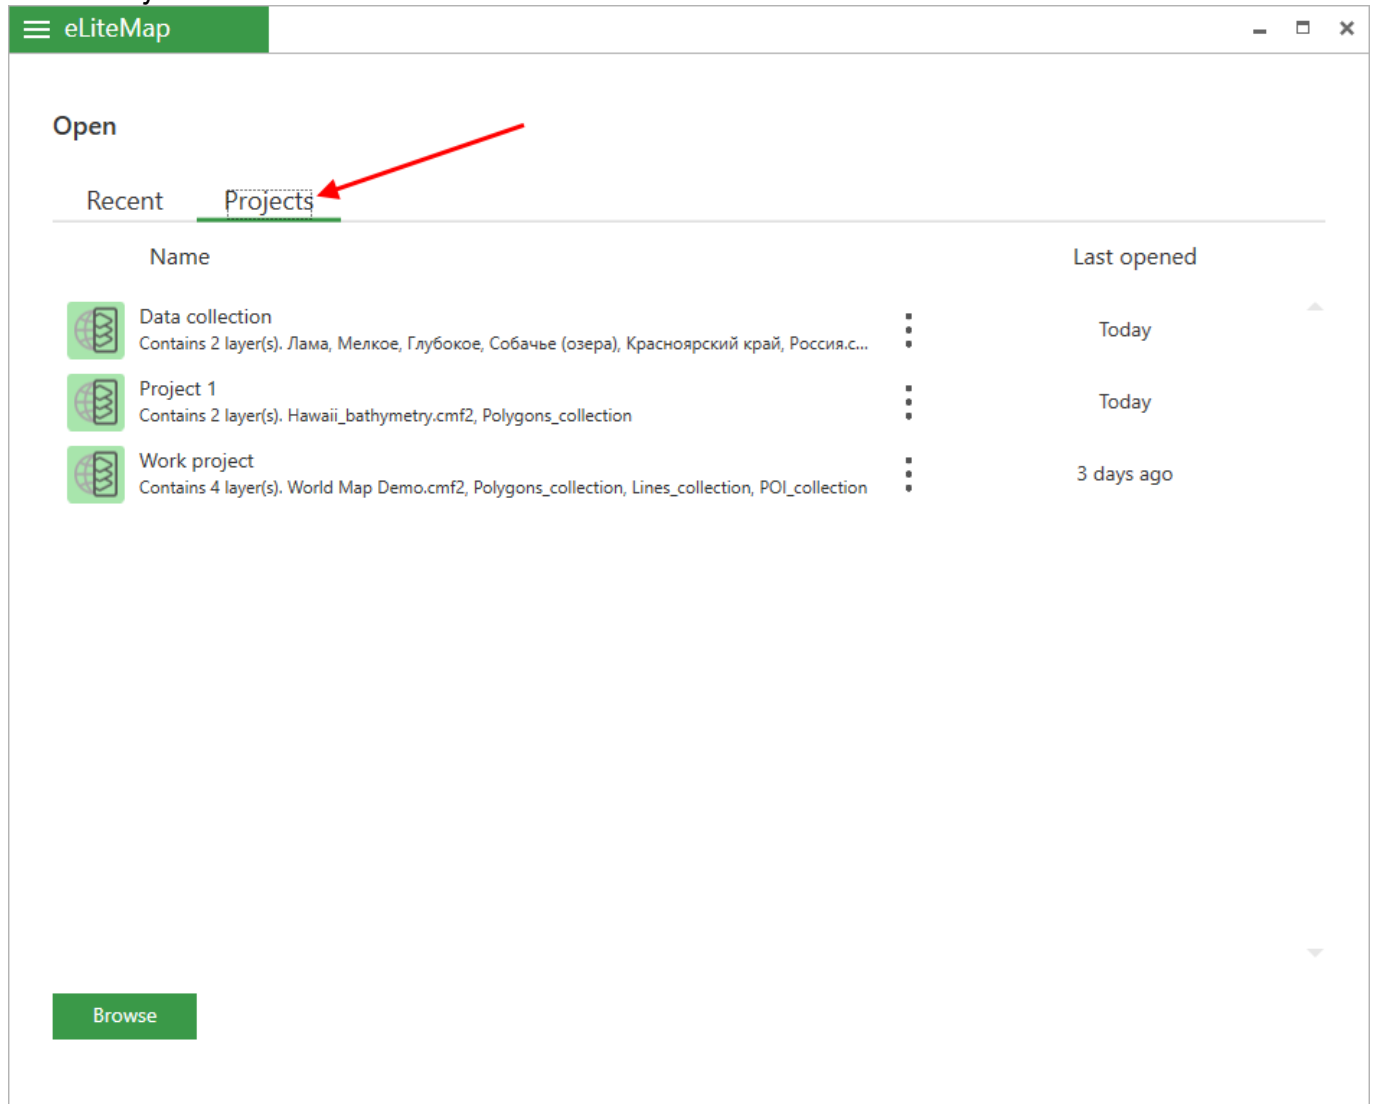 eLiteMap
Open
Recent Projects
Name Last opened
Data collection
Contains 2 layer(s). Лама, Мелкое, Глубокое, Собачье (озера), Красноярский край, Россия.c...
Today
Project 1
Contains 2 layer(s). Hawaii_bathymetry.cmf2, Polygons_collection
Today
Work project
Contains 4 layer(s). World Map Demo.cmf2, Polygons_collection, Lines_collection, POI_collection
3 days ago
Browse